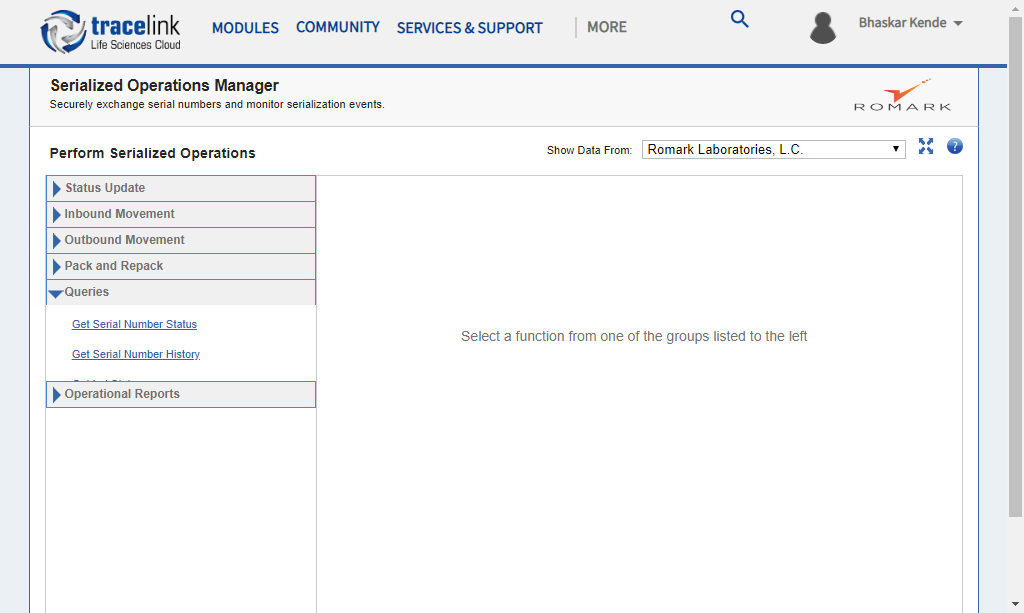 tracelink
Life Sciences Cloud
MODULES COMMUNITY SERVICES & SUPPORT MORE
Bhaskar Kende
Serialized Operations Manager
Securely exchange serial numbers and monitor serialization events.
ROMARK
Perform Serialized Operations
Show Data From: Romark Laboratories, L.C.
?
Status Update
Inbound Movement
Outbound Movement
Pack and Repack
Queries
Get Serial Number Status
Get Serial Number History
Operational Reports
Select a function from one of the groups listed to the left